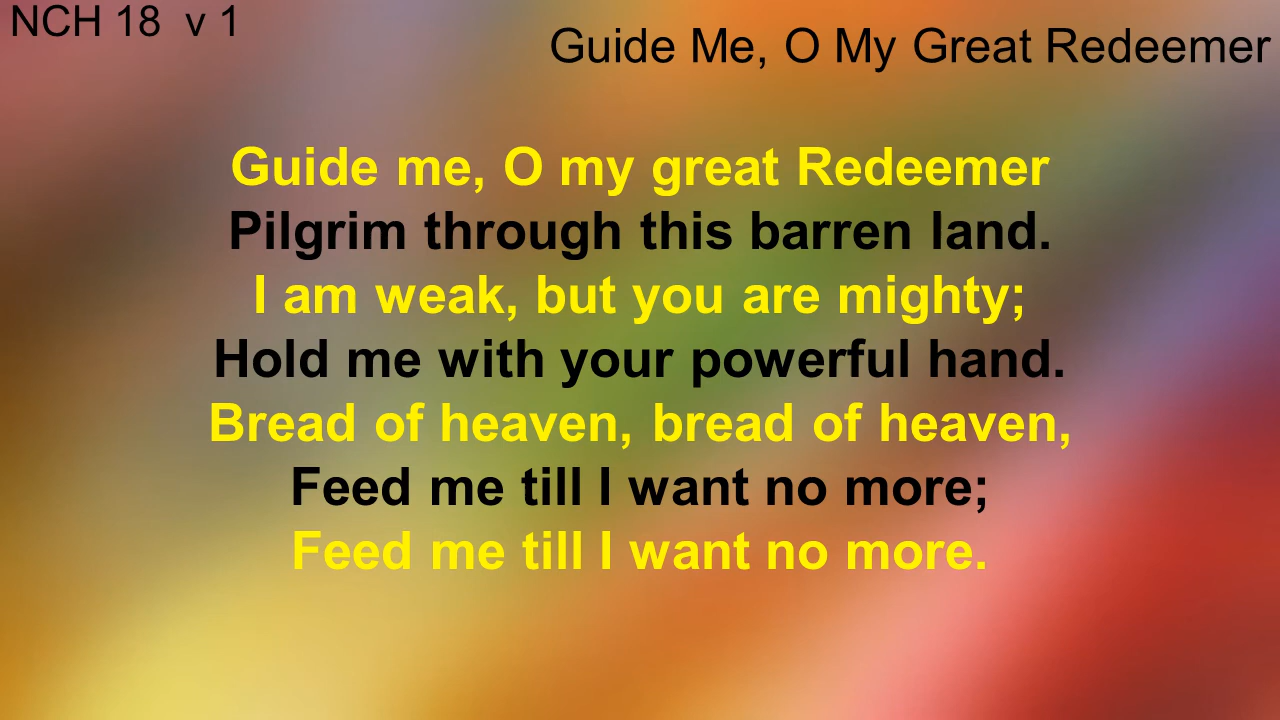 NCH 18  v 1
Guide Me, O My Great Redeemer
Guide me, O my great Redeemer
Pilgrim through this barren land.
I am weak, but you are mighty;
Hold me with your powerful hand.
Bread of heaven, bread of heaven,
Feed me till I want no more;
Feed me till I want no more.